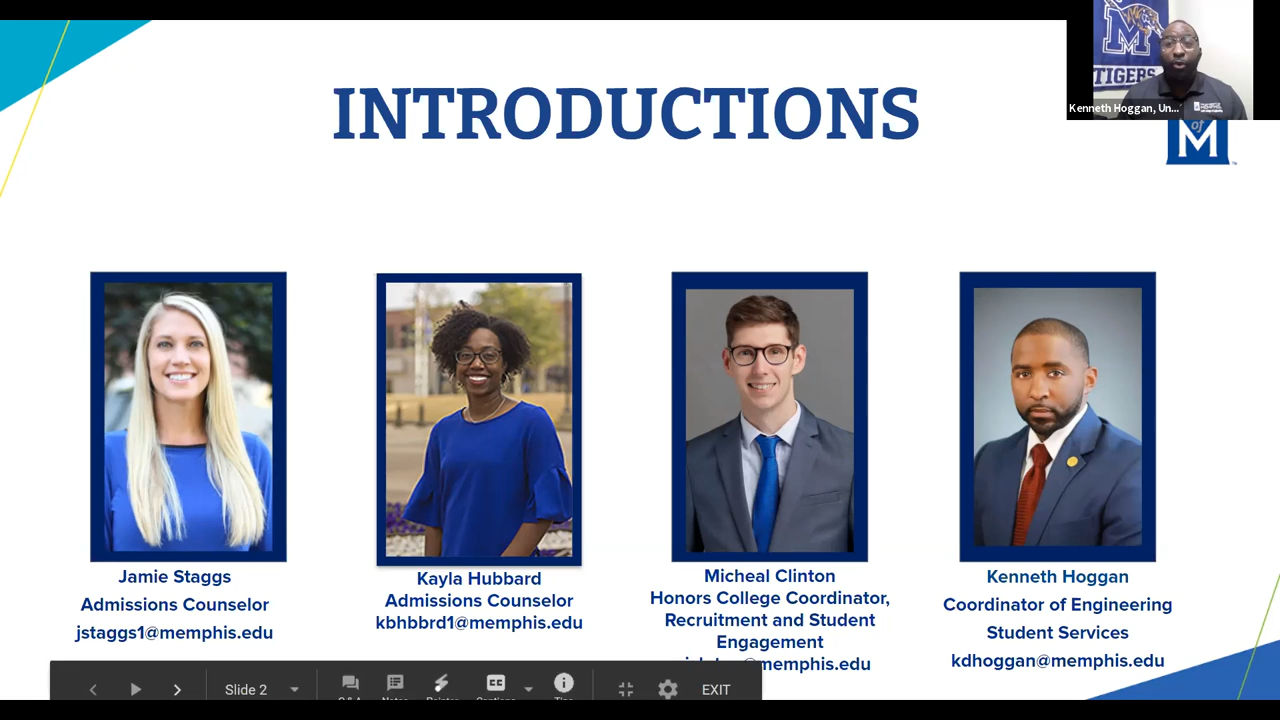 INTRODUCTIONS
M
TIGERS
Kenneth Hoggan, Un...
of
M
Jamie Staggs
Admissions Counselor
jstaggs1@memphis.edu
Kayla Hubbard
Admissions Counselor
kbhbbrd1@memphis.edu
Micheal Clinton
Honors College Coordinator,
Recruitment and Student
Engagement
@memphis.edu
Kenneth Hoggan
Coordinator of Engineering
Student Services
kdhoggan@memphis.edu
Slide 2
CC
EXIT